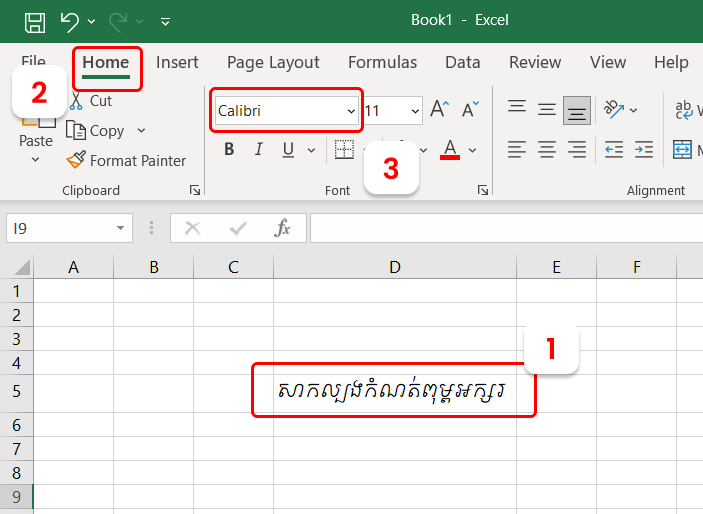 Book1 - Excel
File Home Insert Page Layout Formulas Data Review View Help
2
Cut
Calibri 11 A A ab
Copy
Paste
Format Painter
B I U A
3
Clipboard Font Alignment
I9 fx
A B C D E F
1
2
3
1
4
5 សាកល្បងកំណត់ពុម្ពអក្សរ
6
7
8
9